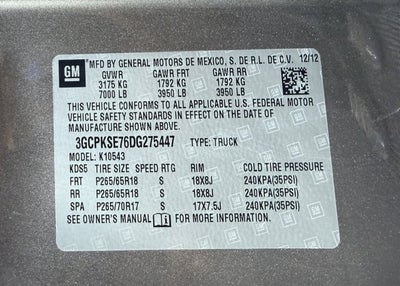 GM
MFD BY GENERAL MOTORS DE MEXICO, S. DE R.L. DE C.V. 12/12
GVWR GAWR FRT GAWR RR
3175 KG 1792 KG 1792 KG
7000 LB 3950 LB 3950 LB
THIS VEHICLE CONFORMS TO ALL APPLICABLE U.S. FEDERAL MOTOR
VEHICLE SAFETY STANDARDS IN EFFECT ON THE DATE OF
MANUFACTURE SHOWN ABOVE.
3GCPKSE76DG275447 TYPE: TRUCK
MODEL: K10543
KDS5 TIRE SIZE SPEED RTG RIM COLD TIRE PRESSURE
FRT P265/65R18 S 18X8J 240KPA(35PSI)
RR P265/65R18 S 18X8J 240KPA(35PSI)
SPA P265/70R17 S 17X7.5J 240KPA(35PSI)
SEE OWNER'S MANUAL FOR MORE INFORMATION.